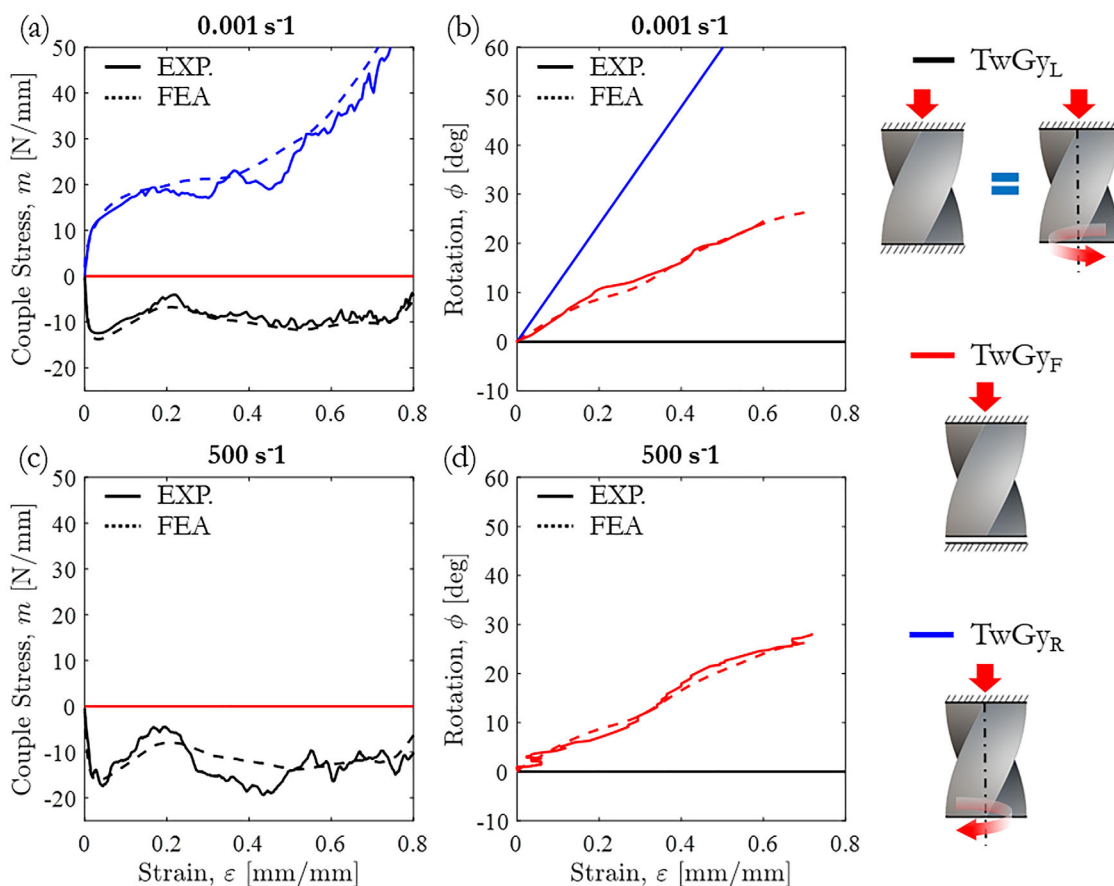 (a)
0.001 s-1
Couple Stress, m [N/mm]
50
40
30
20
10
0
-10
-20
EXP.
FEA
0
0.2
0.4
0.6
0.8
(b)
0.001 s-1
Rotation, ϕ [deg]
60
50
40
30
20
10
0
-10
EXP.
FEA
0
0.2
0.4
0.6
0.8
(c)
500 s-1
Couple Stress, m [N/mm]
50
40
30
20
10
0
-10
-20
EXP.
FEA
0
0.2
0.4
0.6
0.8
Strain, ε [mm/mm]
(d)
500 s-1
Rotation, ϕ [deg]
60
50
40
30
20
10
0
-10
EXP.
FEA
0
0.2
0.4
0.6
0.8
Strain, ε [mm/mm]
TwGyL
TwGyF
TwGyR